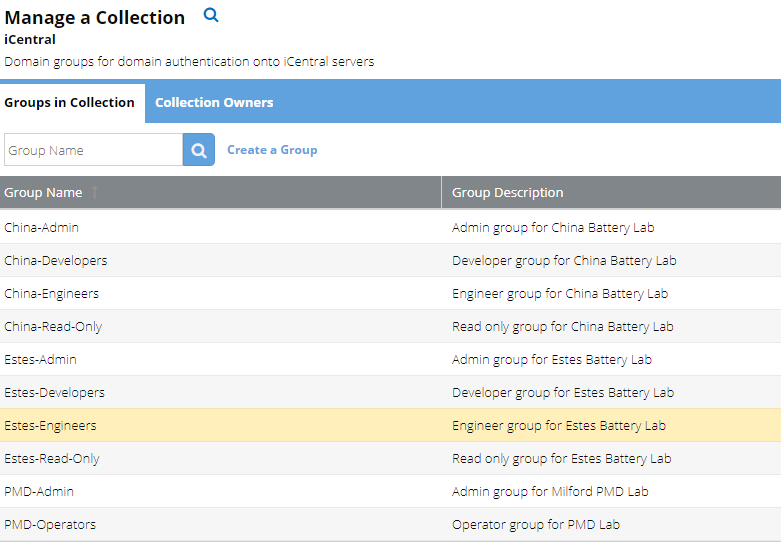 Manage a Collection
iCentral
Domain groups for domain authentication onto iCentral servers
Groups in Collection Collection Owners
Group Name Create a Group
Group Name Group Description
China-Admin Admin group for China Battery Lab
China-Developers Developer group for China Battery Lab
China-Engineers Engineer group for China Battery Lab
China-Read-Only Read only group for China Battery Lab
Estes-Admin Admin group for Estes Battery Lab
Estes-Developers Developer group for Estes Battery Lab
Estes-Engineers Engineer group for Estes Battery Lab
Estes-Read-Only Read only group for Estes Battery Lab
PMD-Admin Admin group for Milford PMD Lab
PMD-Operators Operator group for PMD Lab